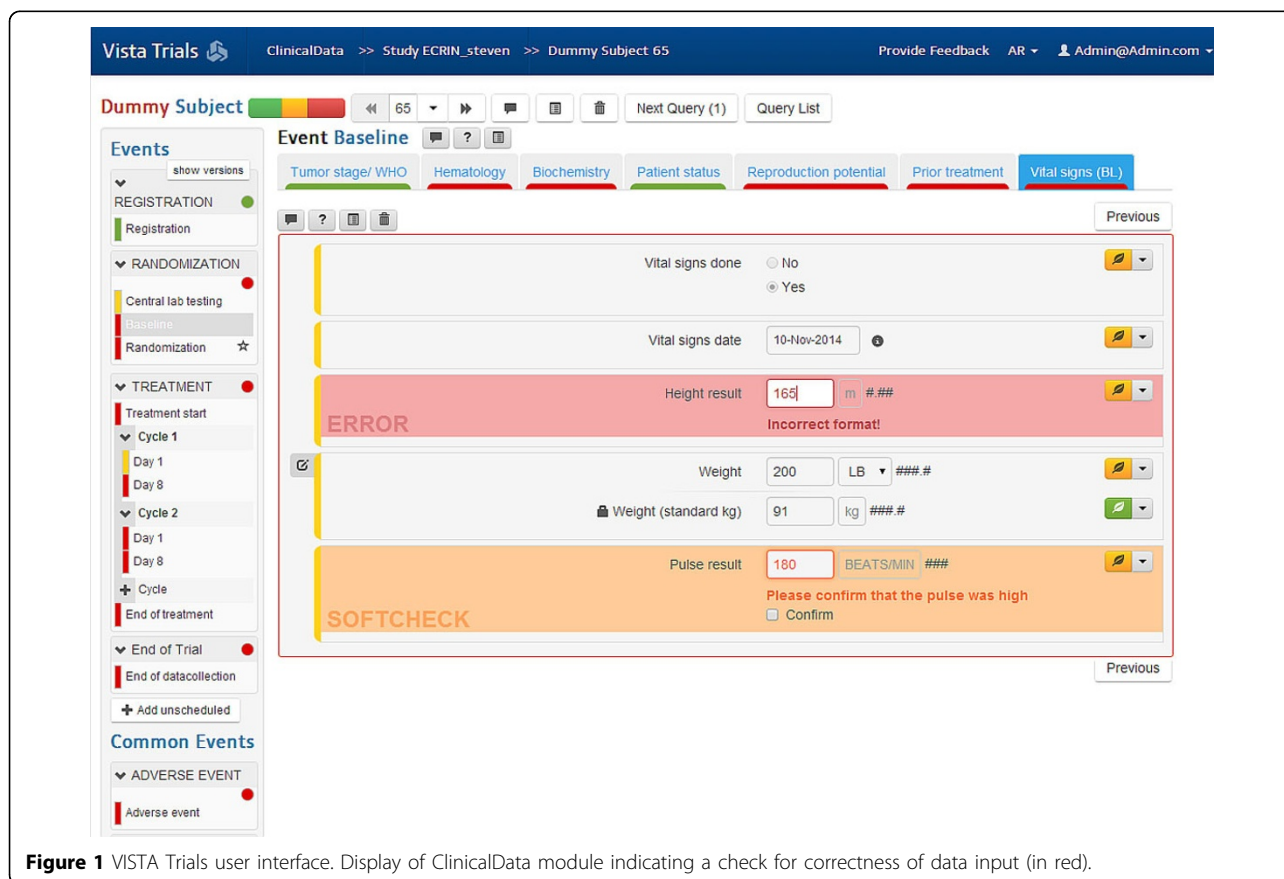 Vista Trials ClinicalData >> Study ECRIN_steven >> Dummy Subject 65 Provide Feedback AR Admin@Admin.com
Dummy Subject 65 Next Query (1) Query List
Events
show versions
REGISTRATION
Registration
RANDOMIZATION
Central lab testing
Baseline
Randomization
TREATMENT
Treatment start
Cycle 1
Day 1
Day 8
Cycle 2
Day 1
Day 8
Cycle
End of treatment
End of Trial
End of datacollection
Add unscheduled
Common Events
ADVERSE EVENT
Adverse event
Event Baseline ?
Tumor stage/ WHO Hematology Biochemistry Patient status Reproduction potential Prior treatment Vital signs (BL)
? Previous
Vital signs done No
Yes
Vital signs date 10-Nov-2014
Height result 165 m #.##
ERROR Incorrect format!
Weight 200 LB ###.#
Weight (standard kg) 91 kg ###.#
Pulse result 180 BEATS/MIN ###
Please confirm that the pulse was high
SOFTCHECK Confirm
Previous
Figure 1 VISTA Trials user interface. Display of ClinicalData module indicating a check for correctness of data input (in red).